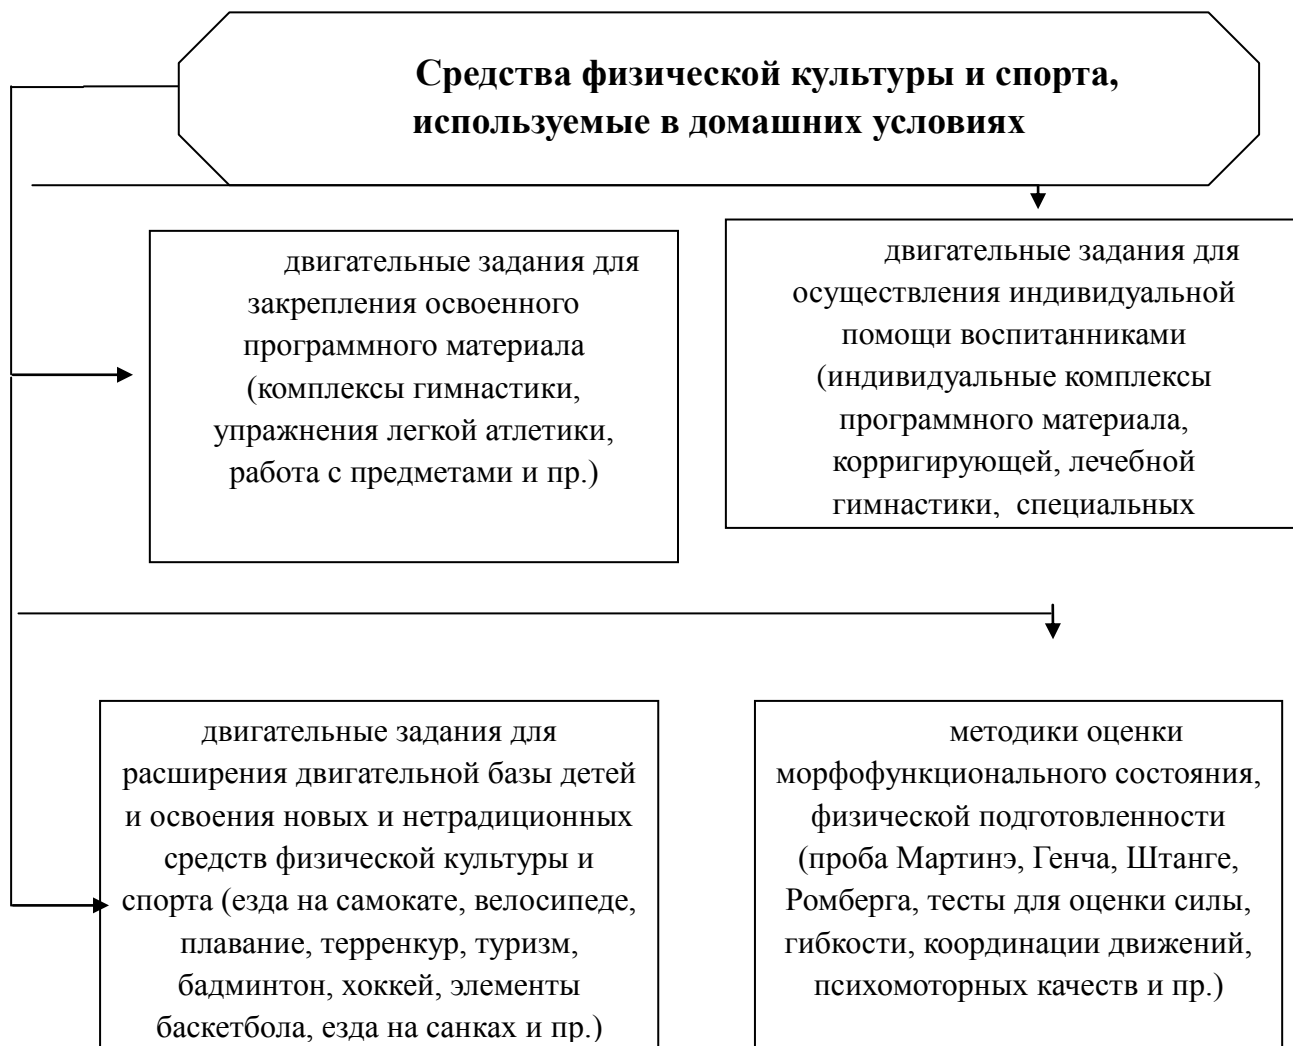 Средства физической культуры и спорта,
используемые в домашних условиях
двигательные задания для
закрепления освоенного
программного материала
(комплексы гимнастики,
упражнения легкой атлетики,
работа с предметами и пр.)
двигательные задания для
осуществления индивидуальной
помощи воспитанниками
(индивидуальные комплексы
программного материала,
корригирующей, лечебной
гимнастики, специальных
двигательные задания для
расширения двигательной базы детей
и освоения новых и нетрадиционных
средств физической культуры и
спорта (езда на самокате, велосипеде,
плавание, терренкур, туризм,
бадминтон, хоккей, элементы
баскетбола, езда на санках и пр.)
методики оценки
морфофункционального состояния,
физической подготовленности
(проба Мартинэ, Генча, Штанге,
Ромберга, тесты для оценки силы,
гибкости, координации движений,
психомоторных качеств и пр.)